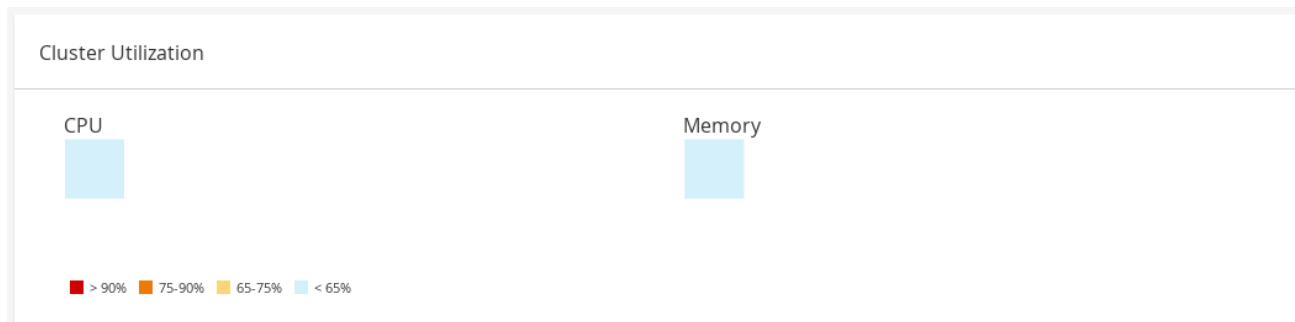 Cluster Utilization
CPU
Memory
> 90% 75-90% 65-75% < 65%